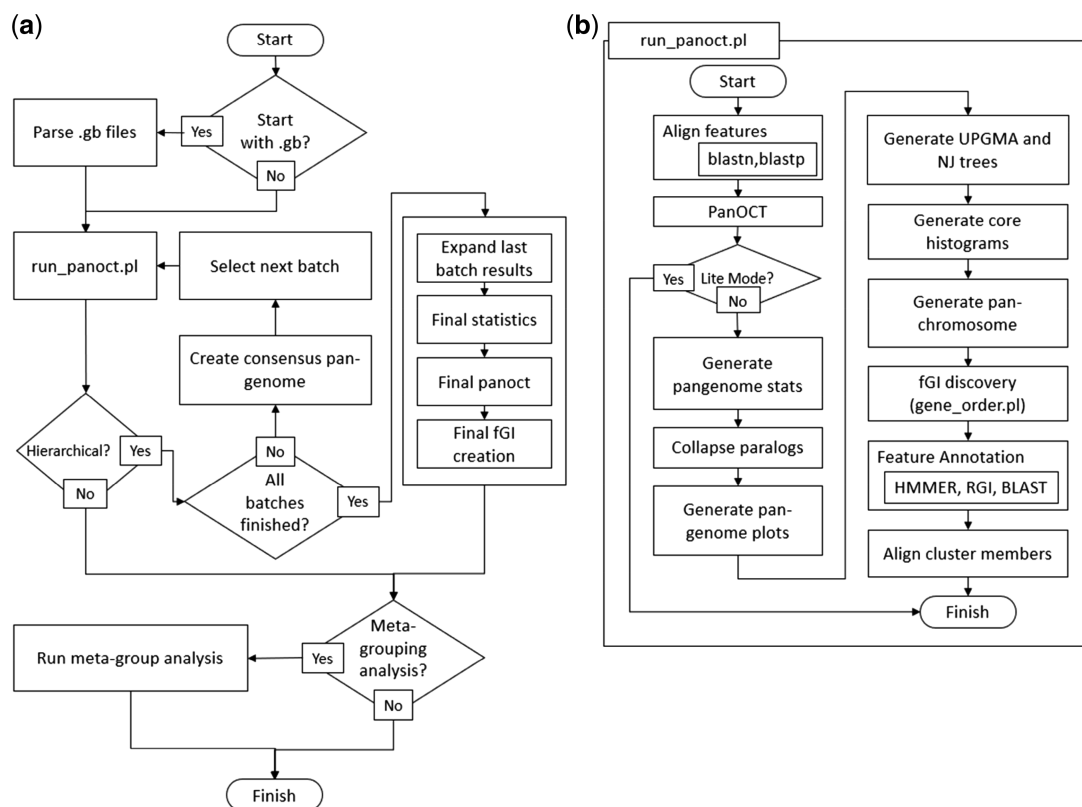 (a)
Start
Start
with .gb?
Yes
No
Parse .gb files
run_panoct.pl
Select next batch
Create consensus pan-
genome
Hierarchical?
Yes
No
No
All
batches
finished?
Yes
Expand last
batch results
Final statistics
Final panoct
Final fGI
creation
Meta-
grouping
analysis?
Yes
No
Run meta-group analysis
Finish
(b)
run_panoct.pl
Start
Align features
blastn,blastp
PanOCT
Lite Mode?
Yes
No
Generate
pangenome stats
Collapse paralogs
Generate pan-
genome plots
Generate UPGMA and
NJ trees
Generate core
histograms
Generate pan-
chromosome
fGI discovery
(gene_order.pl)
Feature Annotation
HMMER, RGI, BLAST
Align cluster members
Finish